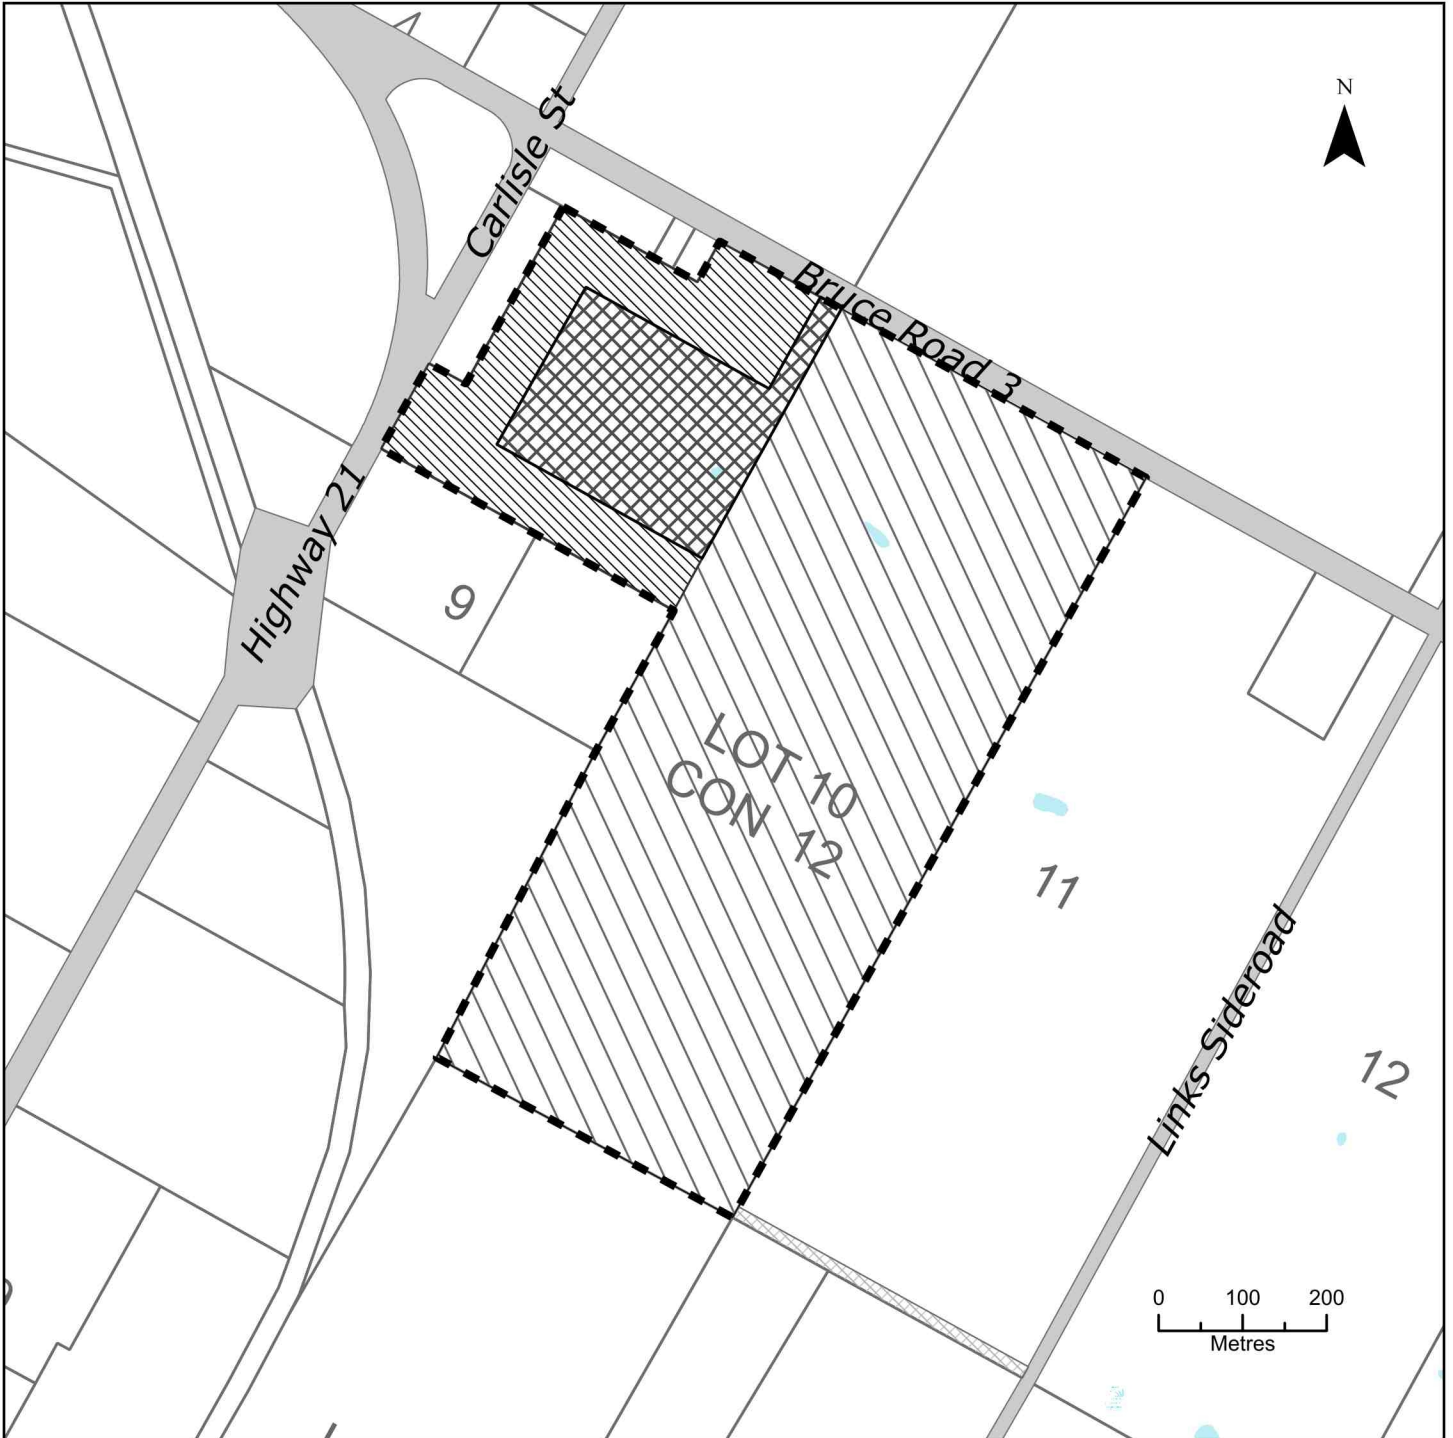 N
Carlisle St
Bruce Road 3
Highway 21
9
LOT 10
CON 12
11
Links Sideroad
12
0 100 200
Metres